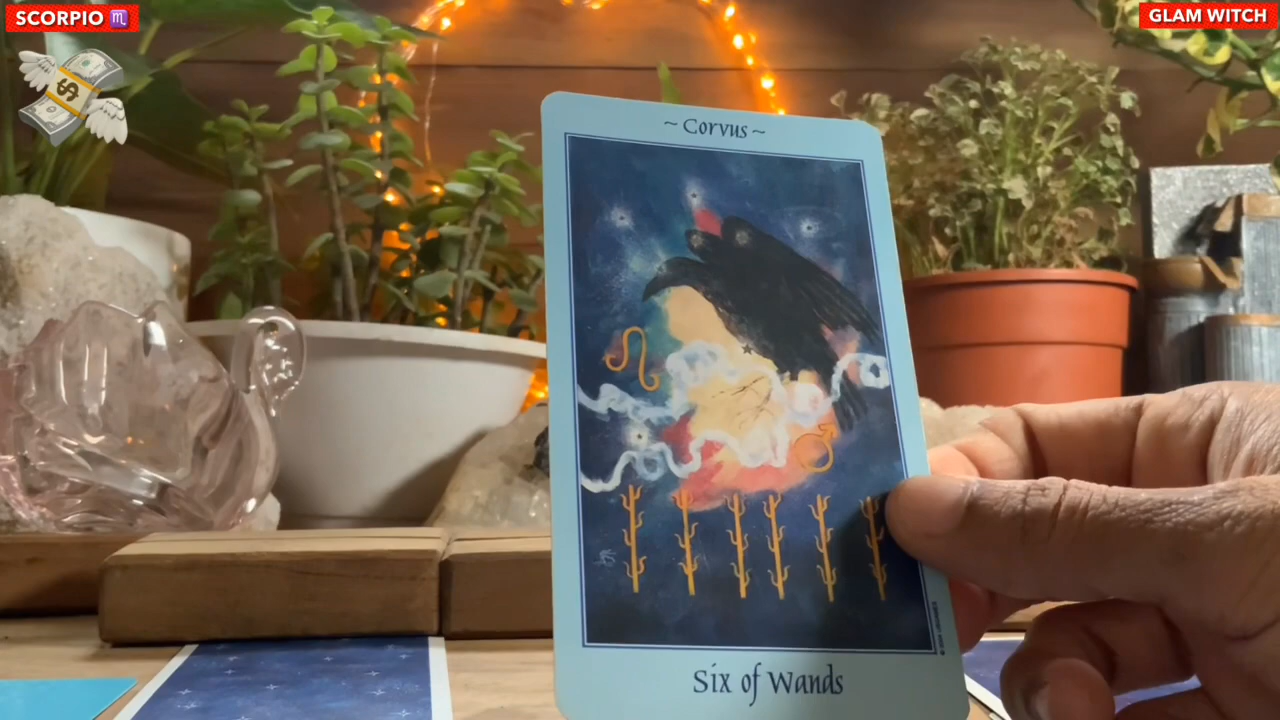 SCORPIO ♏
GLAM WITCH
~ Corvus ~
Six of Wands